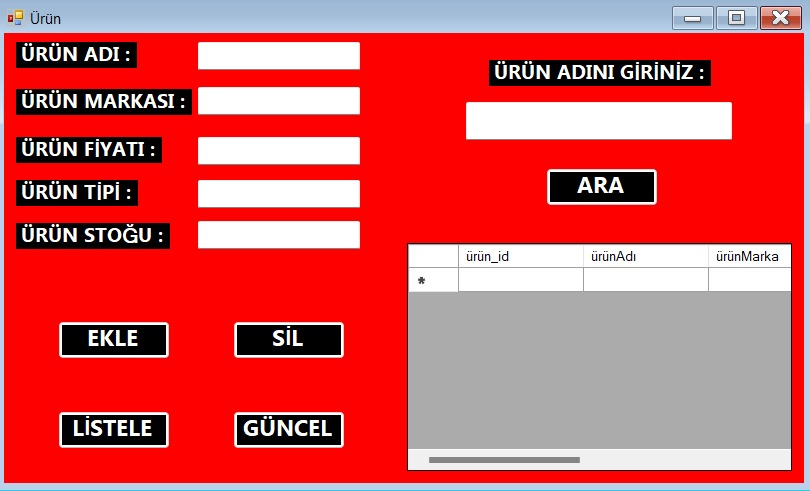 Ürün
ÜRÜN ADI :
ÜRÜN MARKASI :
ÜRÜN FİYATI :
ÜRÜN TİPİ :
ÜRÜN STOĞU :
EKLE
SİL
LİSTELE
GÜNCEL
ÜRÜN ADINI GİRİNİZ :
ARA
ürün_id ürünAdı ürünMarka
*